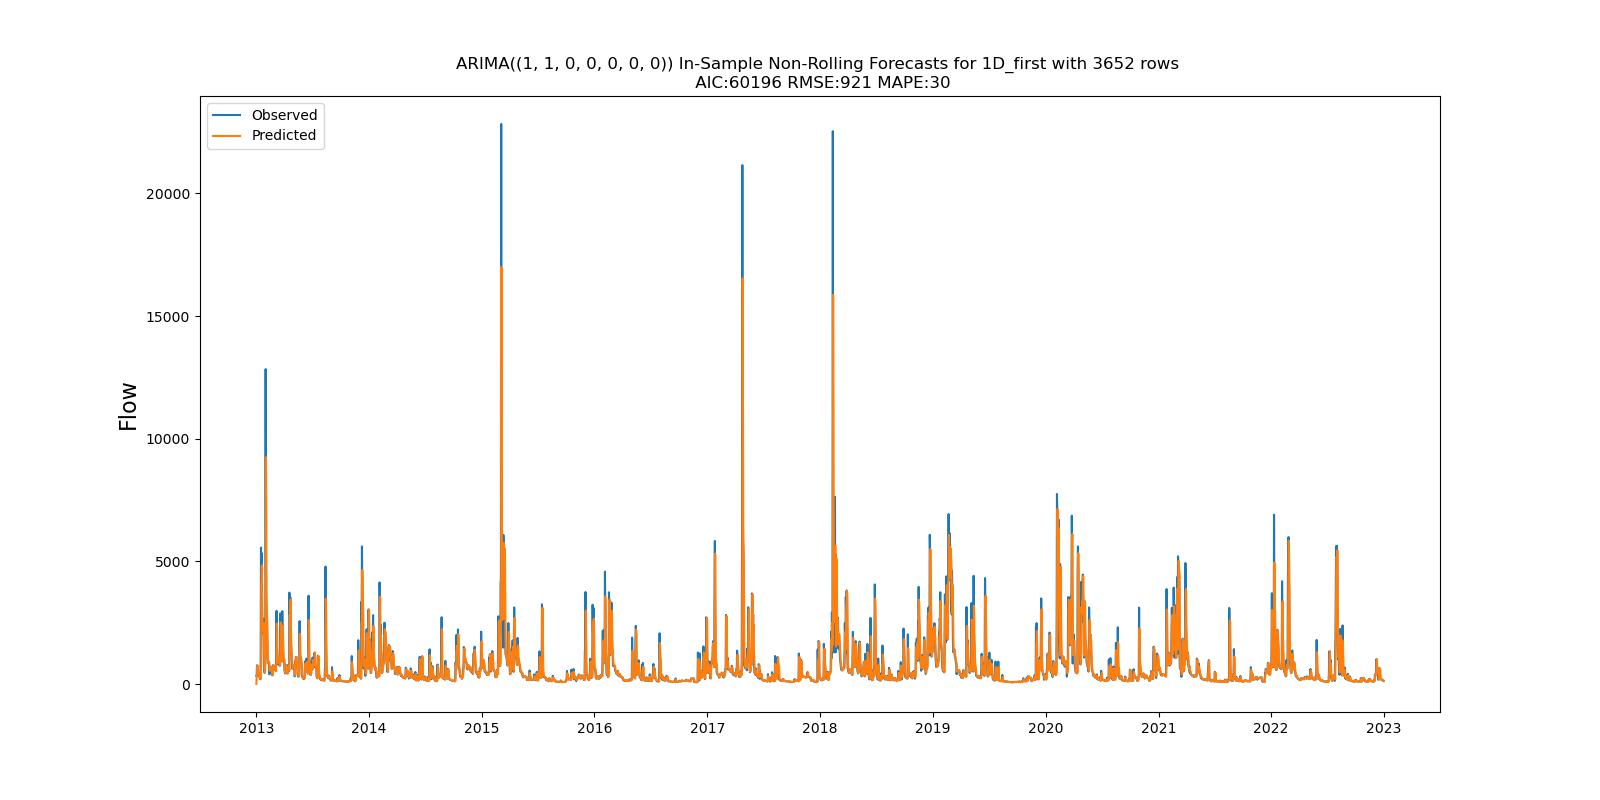 ARIMA((1, 1, 0, 0, 0, 0, 0)) In-Sample Non-Rolling Forecasts for 1D_first with 3652 rows
AIC:60196 RMSE:921 MAPE:30
Observed
Predicted
20000
15000
10000
5000
0
Flow
2013 2014 2015 2016 2017 2018 2019 2020 2021 2022 2023